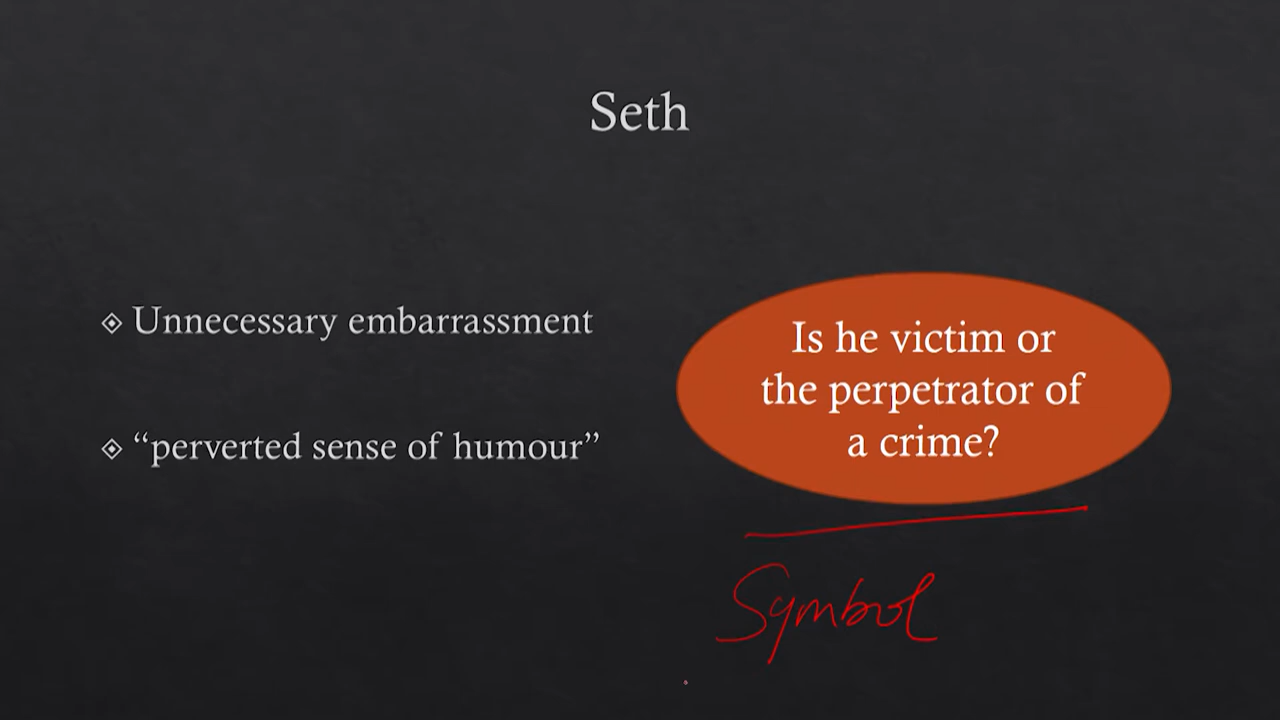 Seth
Unnecessary embarrassment
“perverted sense of humour”
Is he victim or
the perpetrator of
a crime?
Symbol